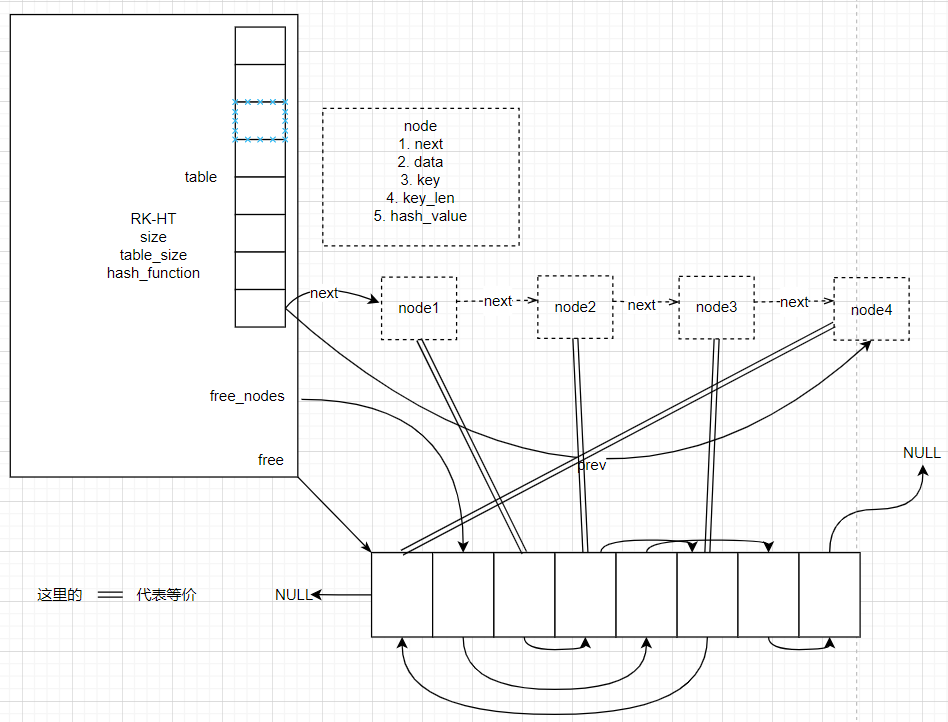 node
1. next
2. data
3. key
4. key_len
5. hash_value
table
RK-HT
size
table_size
hash_function
next
node1
next
node2
next
node3
next
node4
free_nodes
free
prev
NULL
这里的
代表等价
NULL